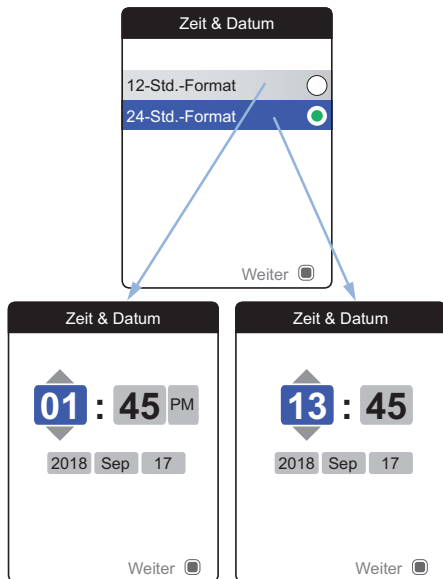 Zeit & Datum
12-Std.-Format
24-Std.-Format
Weiter
Zeit & Datum
01 : 45 PM
2018 Sep 17
Weiter
Zeit & Datum
13 : 45
2018 Sep 17
Weiter